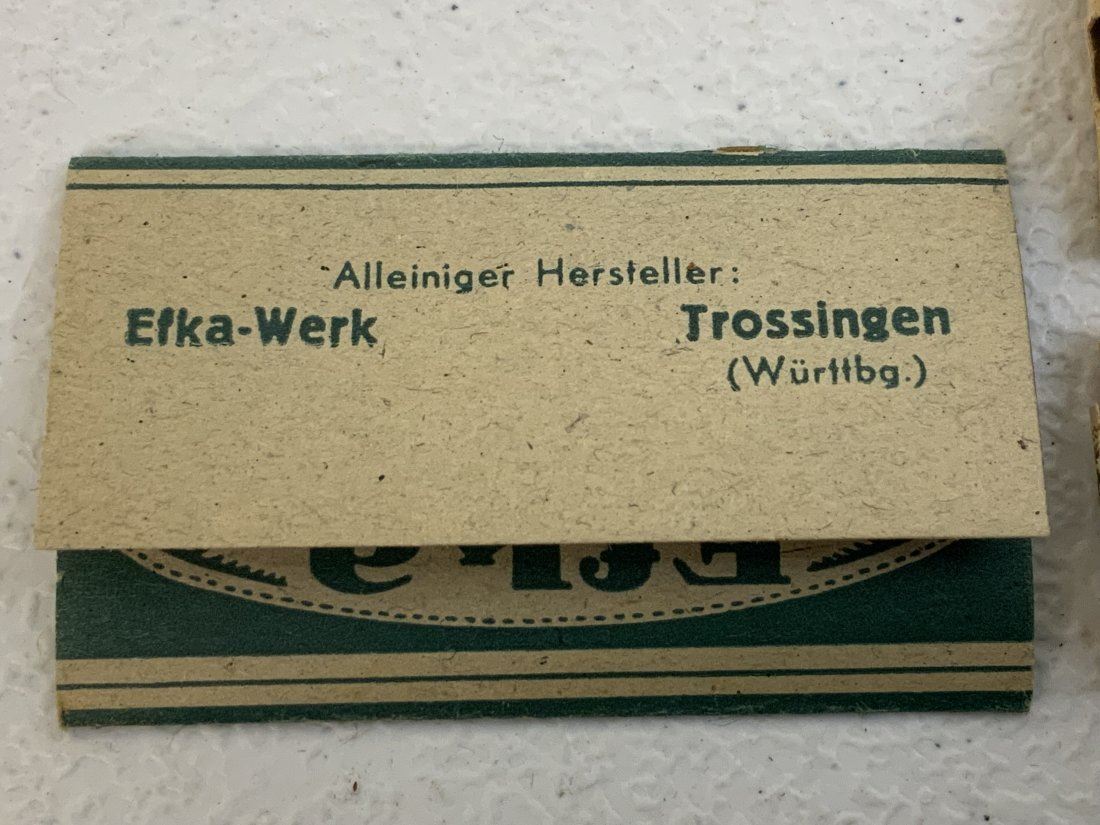 Alleiniger Hersteller:
Efka-Werk Trossingen
(Württbg.)